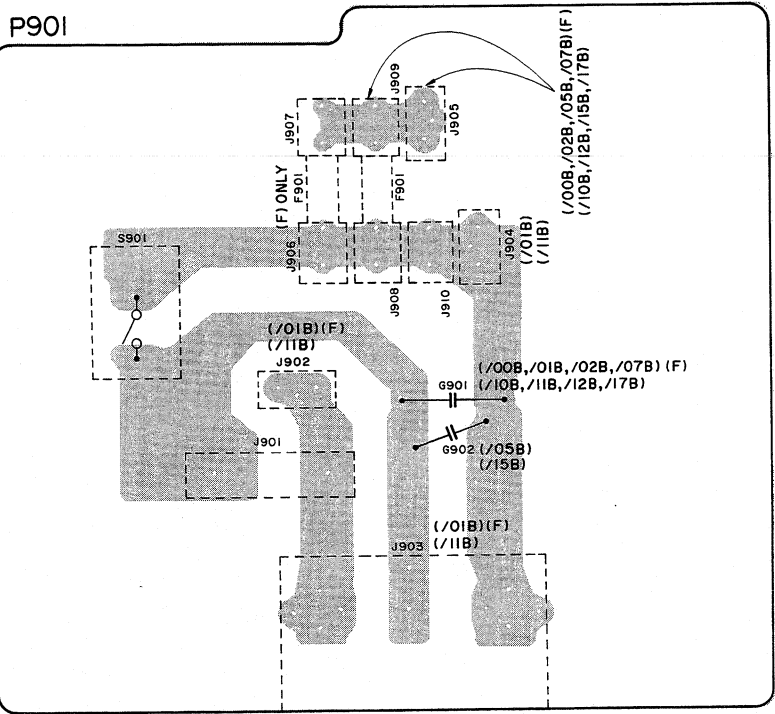 P901
J909
J907
J905
(/00B,/02B,/05B,/07B)(F)
(/10B,/12B,/15B,/17B)
(F) ONLY
F901
F901
S901
J906
J908
J910
J904
(/01B)
(/11B)
(/01B)(F)
(/11B)
J902
(/00B,/01B,/02B,/07B)(F)
G901
(/10B,/11B,/12B,/17B)
J901
G902 (/05B)
(/15B)
(/01B)(F)
J903 (/11B)